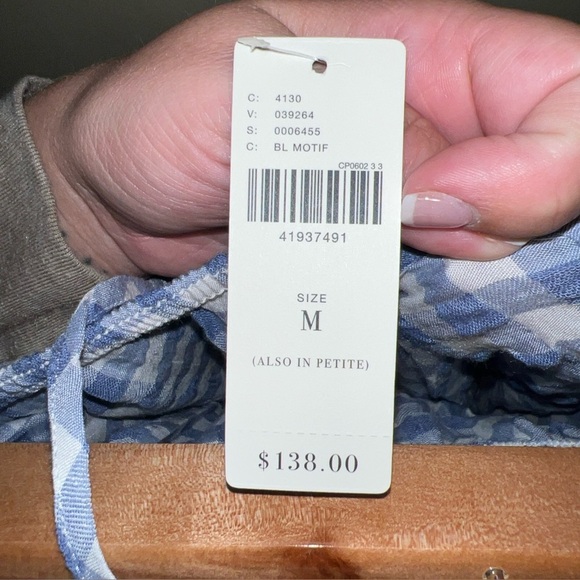 C: 4130
V: 039264
S: 0006455
C: BL MOTIF
CP0602 3 3
41937491
SIZE
M
(ALSO IN PETITE)
$138.00